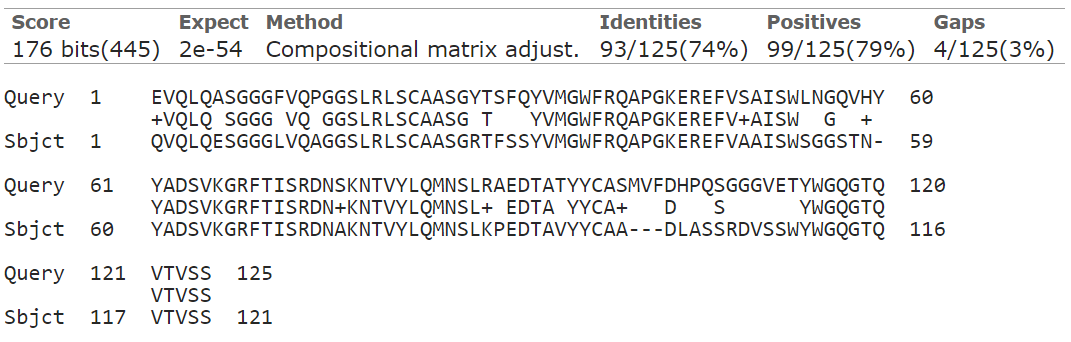 Score Expect Method Identities Positives Gaps
176 bits(445) 2e-54 Compositional matrix adjust. 93/125(74%) 99/125(79%) 4/125(3%)
Query  1    EVQLQASGGGFVQPGGSLRLSCAASGYTSFQYVMGWFRQAPGKEREFVSAISWLNGQVHY  60
            +VQLQ SGGG VQ GGSLRLSCAASG T   YVMGWFRQAPGKEREFV+AISW  G  +
Sbjct  1    QVQLQESGGGLVQAGGSLRLSCAASGRTFSSYVMGWFRQAPGKEREFVAAISWSGGSTN-  59
Query  61   YADSVKGRFTISRDNSKNTVYLQMNSLRAEDTATYYCASMVFDHPQSGGGVETYWGQGTQ  120
            YADSVKGRFTISRDN+KNTVYLQMNSL+ EDTA YYCA+   D   S      YWGQGTQ
Sbjct  60   YADSVKGRFTISRDNAKNTVYLQMNSLKPEDTAVYYCAA---DLASSRDVSSWYWGQGTQ  116
Query  121  VTVSS  125
            VTVSS
Sbjct  117  VTVSS  121